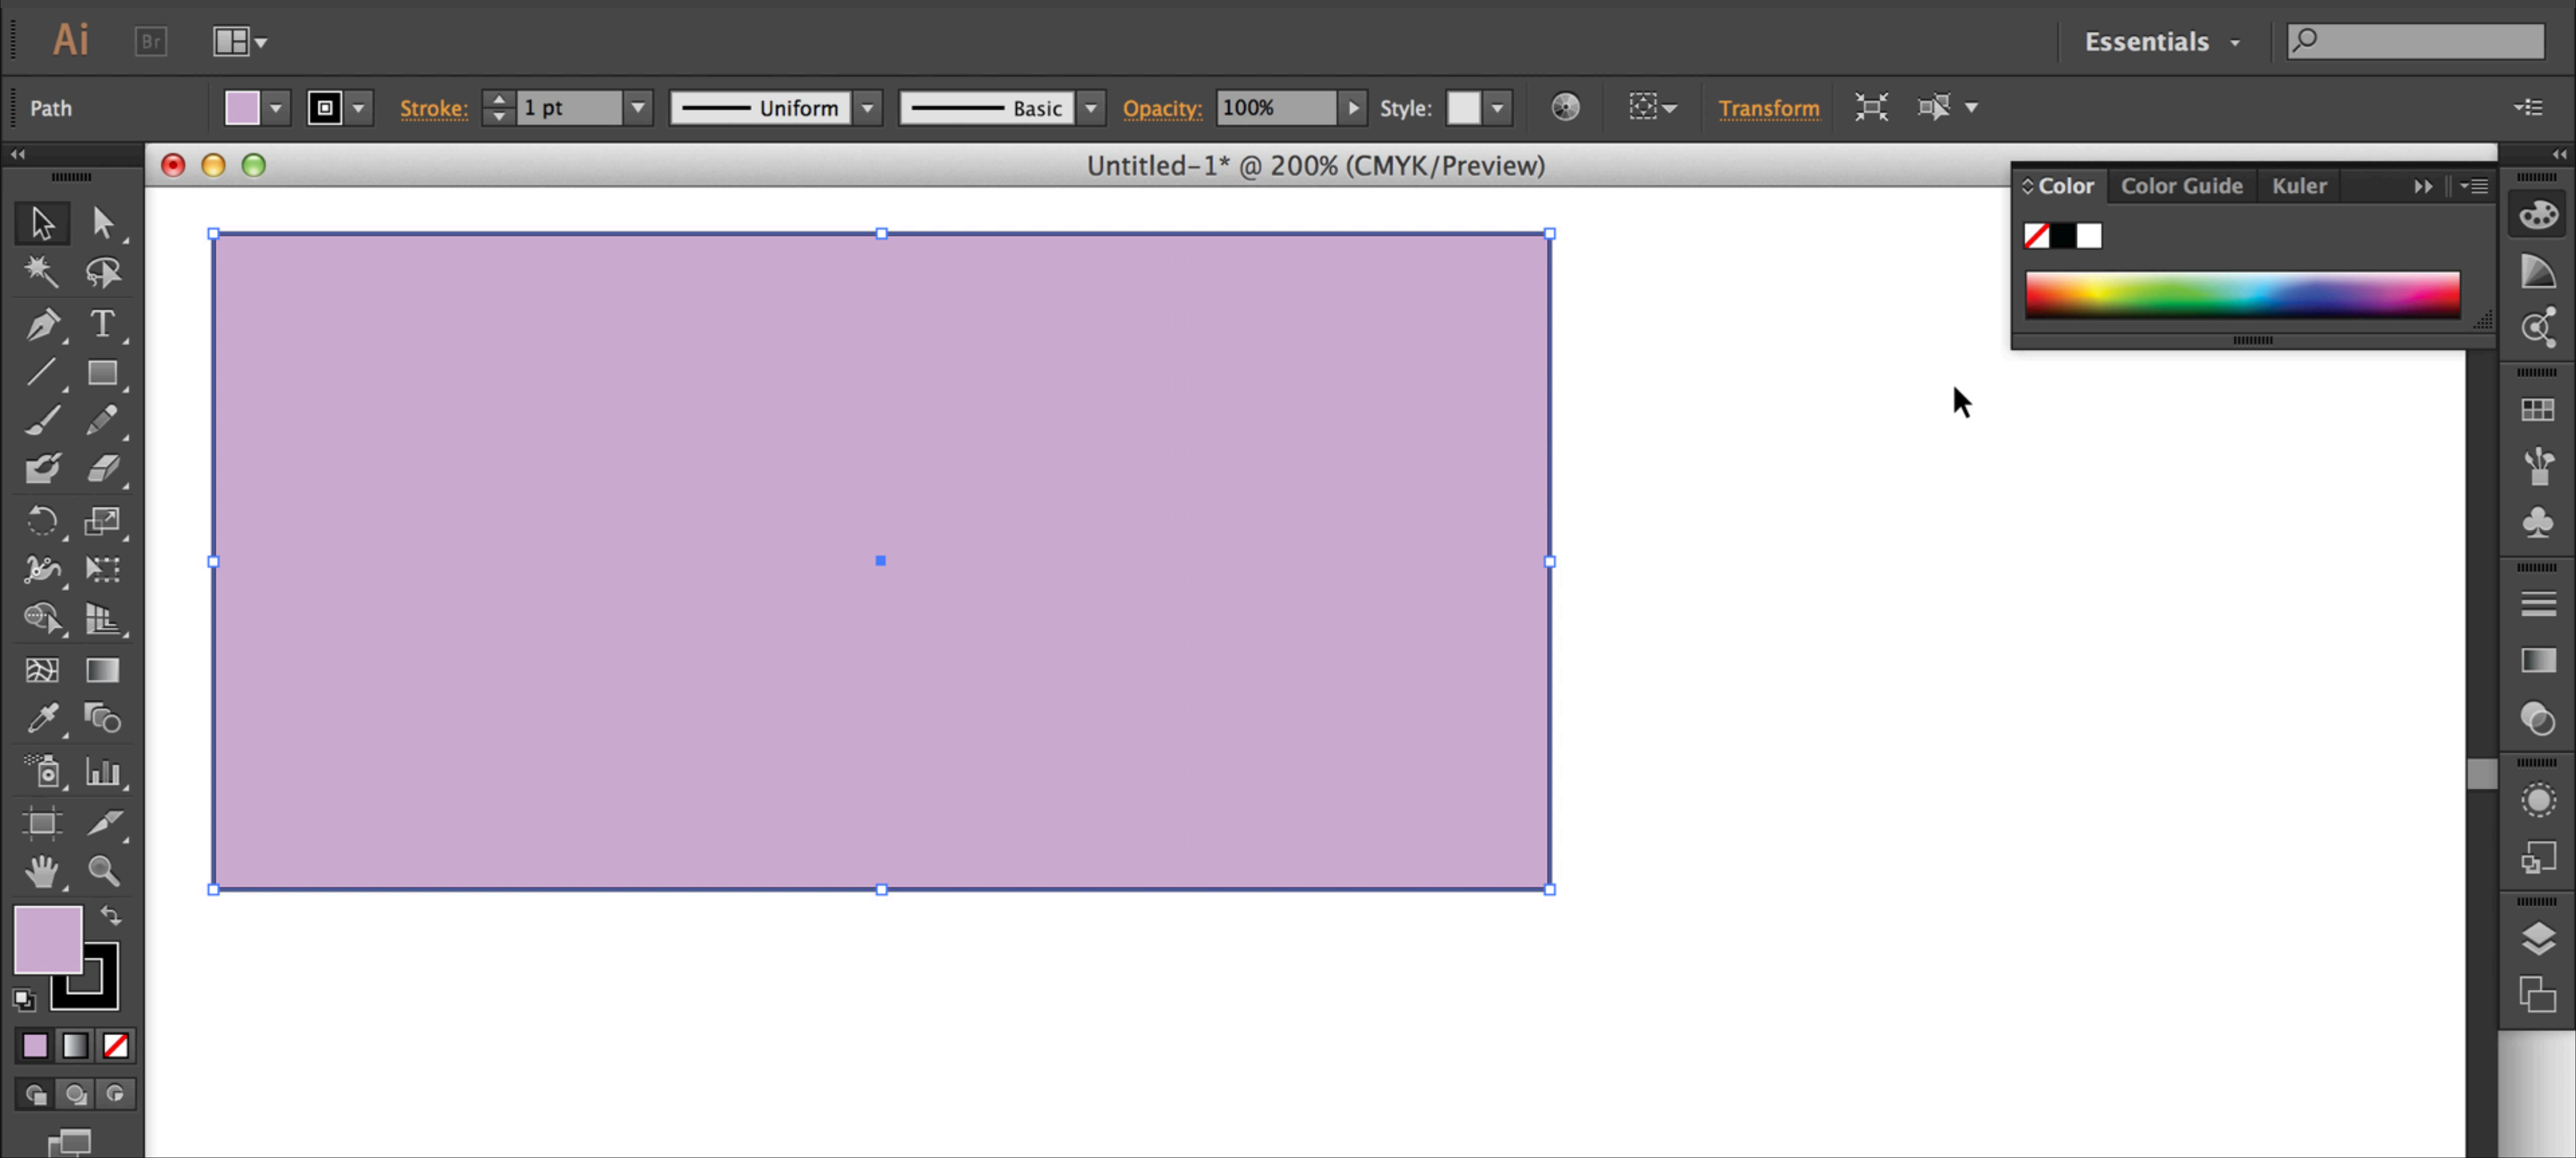 Ai Br Essentials
Path Stroke: 1 pt Uniform Basic Opacity: 100% Style: Transform
Untitled-1* @ 200% (CMYK/Preview)
Color Color Guide Kuler
T